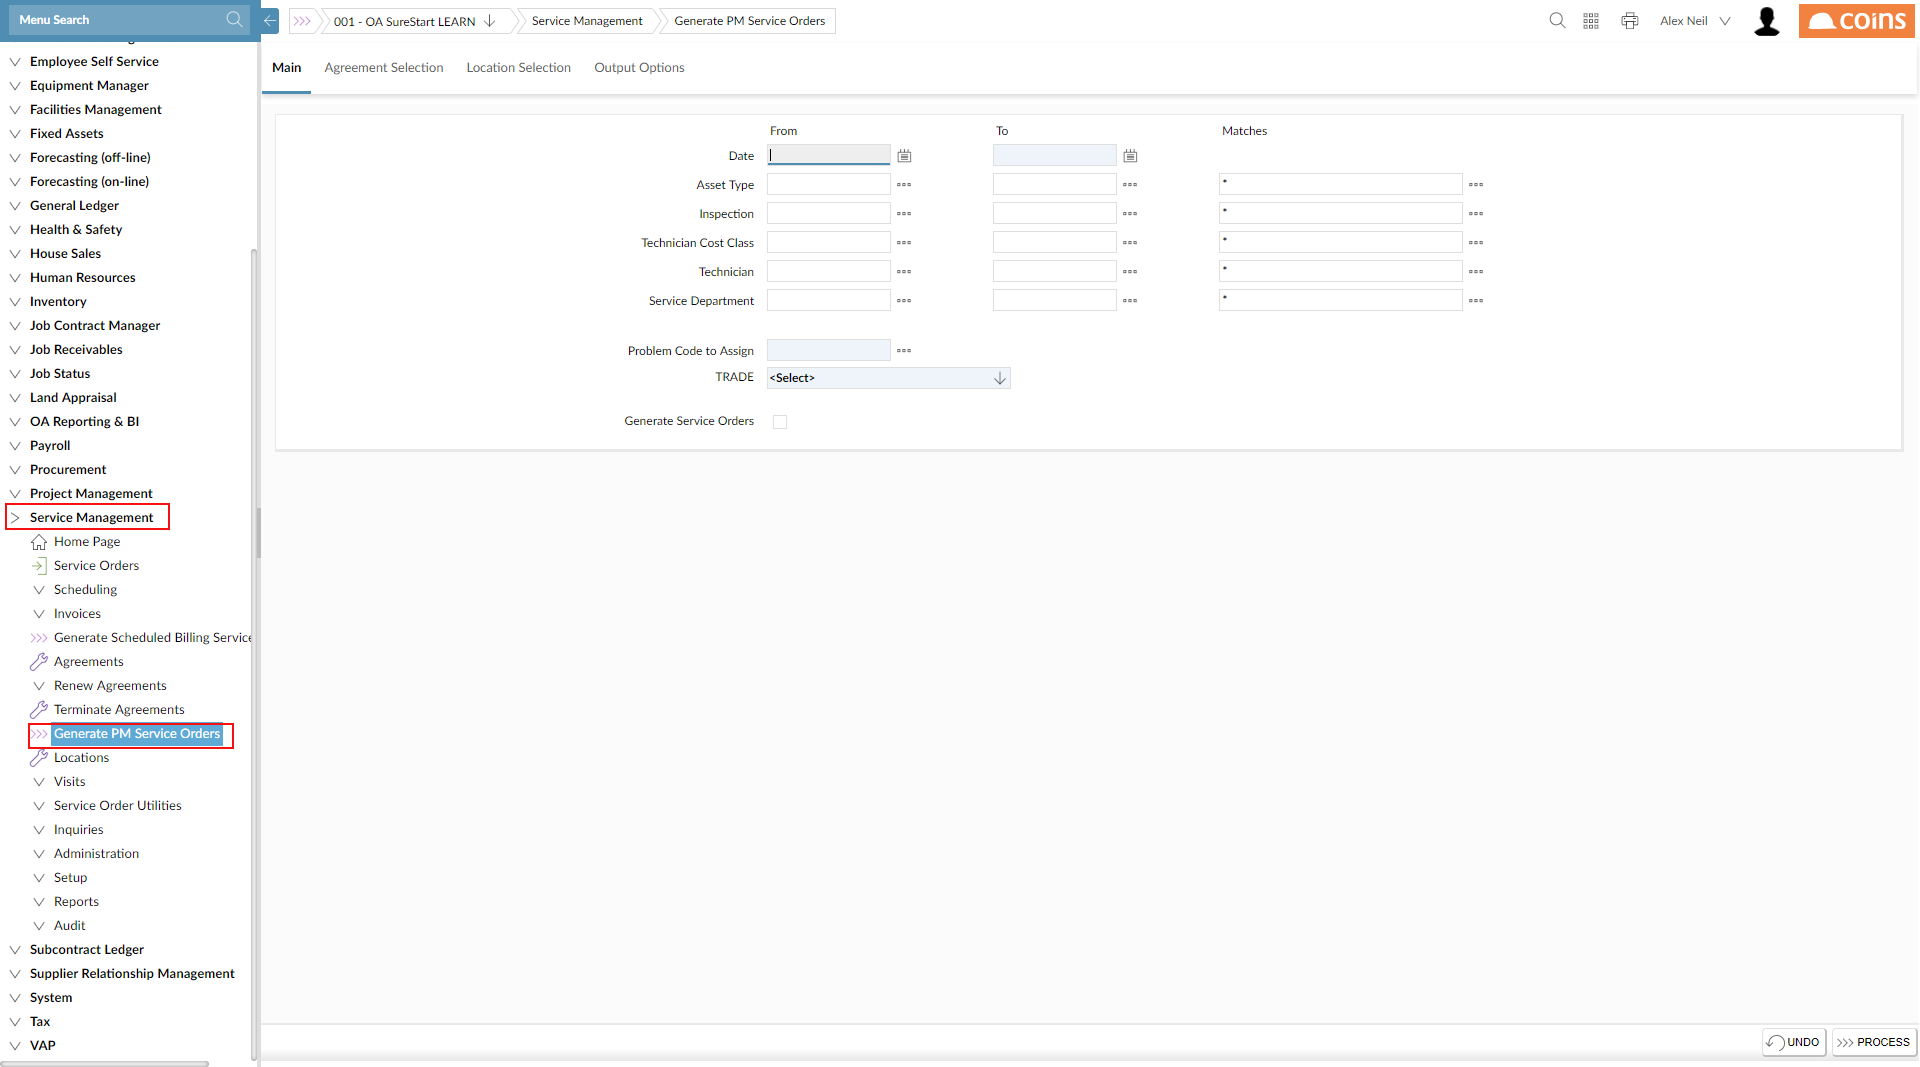 Menu Search
001 - OA SureStart LEARN
Service Management
Generate PM Service Orders
Alex Neil
coins
Employee Self Service
Equipment Manager
Facilities Management
Fixed Assets
Forecasting (off-line)
Forecasting (on-line)
General Ledger
Health & Safety
House Sales
Human Resources
Inventory
Job Contract Manager
Job Receivables
Job Status
Land Appraisal
OA Reporting & BI
Payroll
Procurement
Project Management
Service Management
Home Page
Service Orders
Scheduling
Invoices
Generate Scheduled Billing Service
Agreements
Renew Agreements
Terminate Agreements
Generate PM Service Orders
Locations
Visits
Service Order Utilities
Inquiries
Administration
Setup
Reports
Audit
Subcontract Ledger
Supplier Relationship Management
System
Tax
VAP
Main Agreement Selection Location Selection Output Options
From To Matches
Date
Asset Type *
Inspection *
Technician Cost Class *
Technician *
Service Department *
Problem Code to Assign
TRADE <Select>
Generate Service Orders
UNDO PROCESS